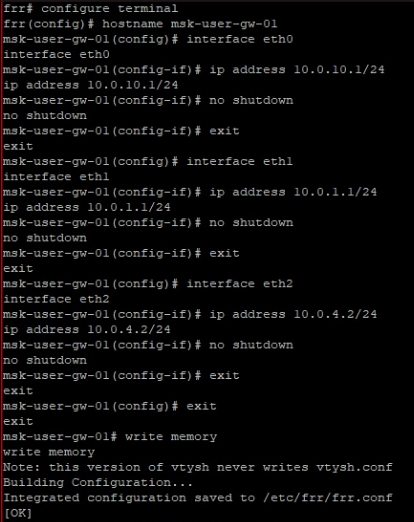 frr# configure terminal
frr(config)# hostname msk-user-gw-01
msk-user-gw-01(config)# interface eth0
interface eth0
msk-user-gw-01(config-if)# ip address 10.0.10.1/24
ip address 10.0.10.1/24
msk-user-gw-01(config-if)# no shutdown
no shutdown
msk-user-gw-01(config-if)# exit
exit
msk-user-gw-01(config)# interface eth1
interface eth1
msk-user-gw-01(config-if)# ip address 10.0.1.1/24
ip address 10.0.1.1/24
msk-user-gw-01(config-if)# no shutdown
no shutdown
msk-user-gw-01(config-if)# exit
exit
msk-user-gw-01(config)# interface eth2
interface eth2
msk-user-gw-01(config-if)# ip address 10.0.4.2/24
ip address 10.0.4.2/24
msk-user-gw-01(config-if)# no shutdown
no shutdown
msk-user-gw-01(config-if)# exit
exit
msk-user-gw-01(config)# exit
exit
msk-user-gw-01# write memory
write memory
Note: this version of vtysh never writes vtysh.conf
Building Configuration...
Integrated configuration saved to /etc/frr/frr.conf
[OK]